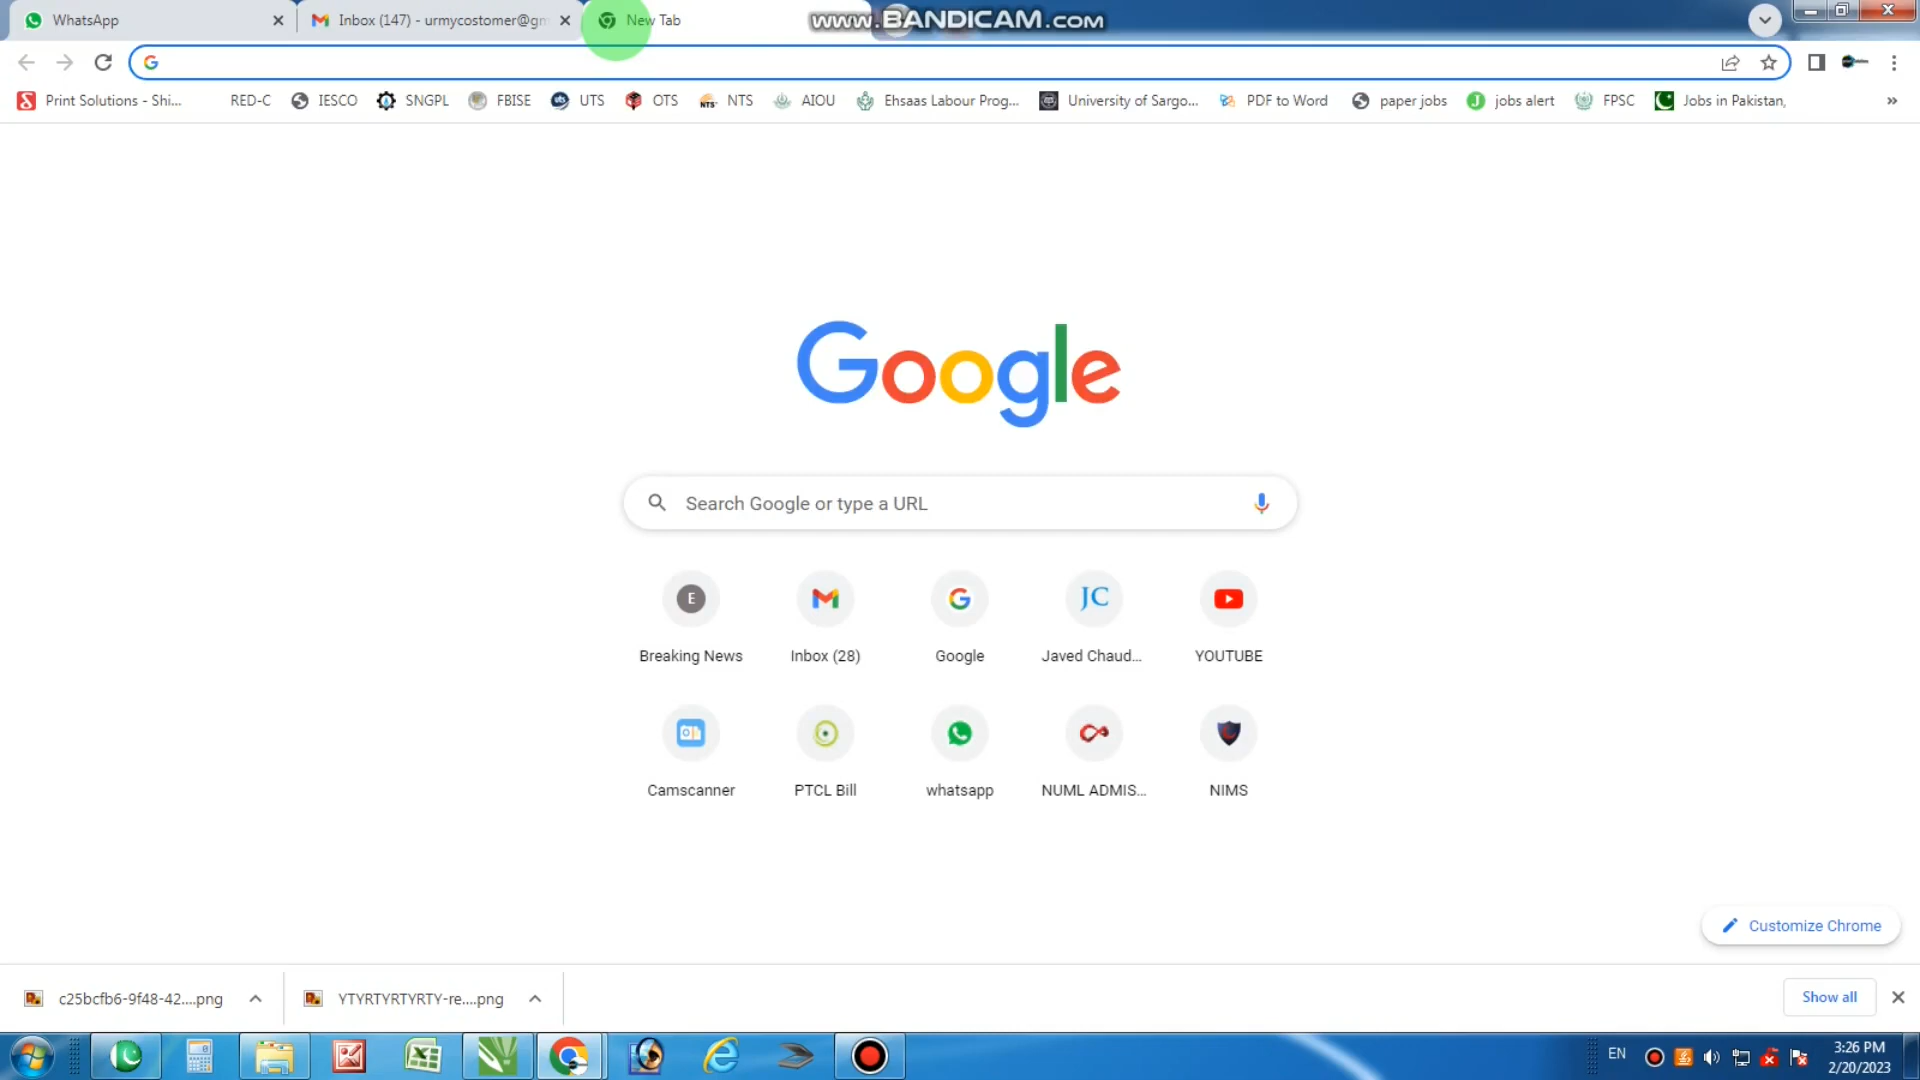 WhatsApp
Inbox (147) - urmycostomer@gm
New Tab
www.BANDICAM.com
Print Solutions - Shi...
RED-C
IESCO
SNGPL
FBISE
UTS
OTS
NTS
AIOU
Ehsaas Labour Prog...
University of Sargo...
PDF to Word
paper jobs
jobs alert
FPSC
Jobs in Pakistan,
»
Google
Search Google or type a URL
E
JC
Breaking News
Inbox (28)
Google
Javed Chaud...
YOUTUBE
Camscanner
PTCL Bill
whatsapp
NUML ADMIS...
NIMS
Customize Chrome
c25bcfb6-9f48-42....png
YTYRTYRTYRTY-re....png
Show all
EN
3:26 PM
2/20/2023